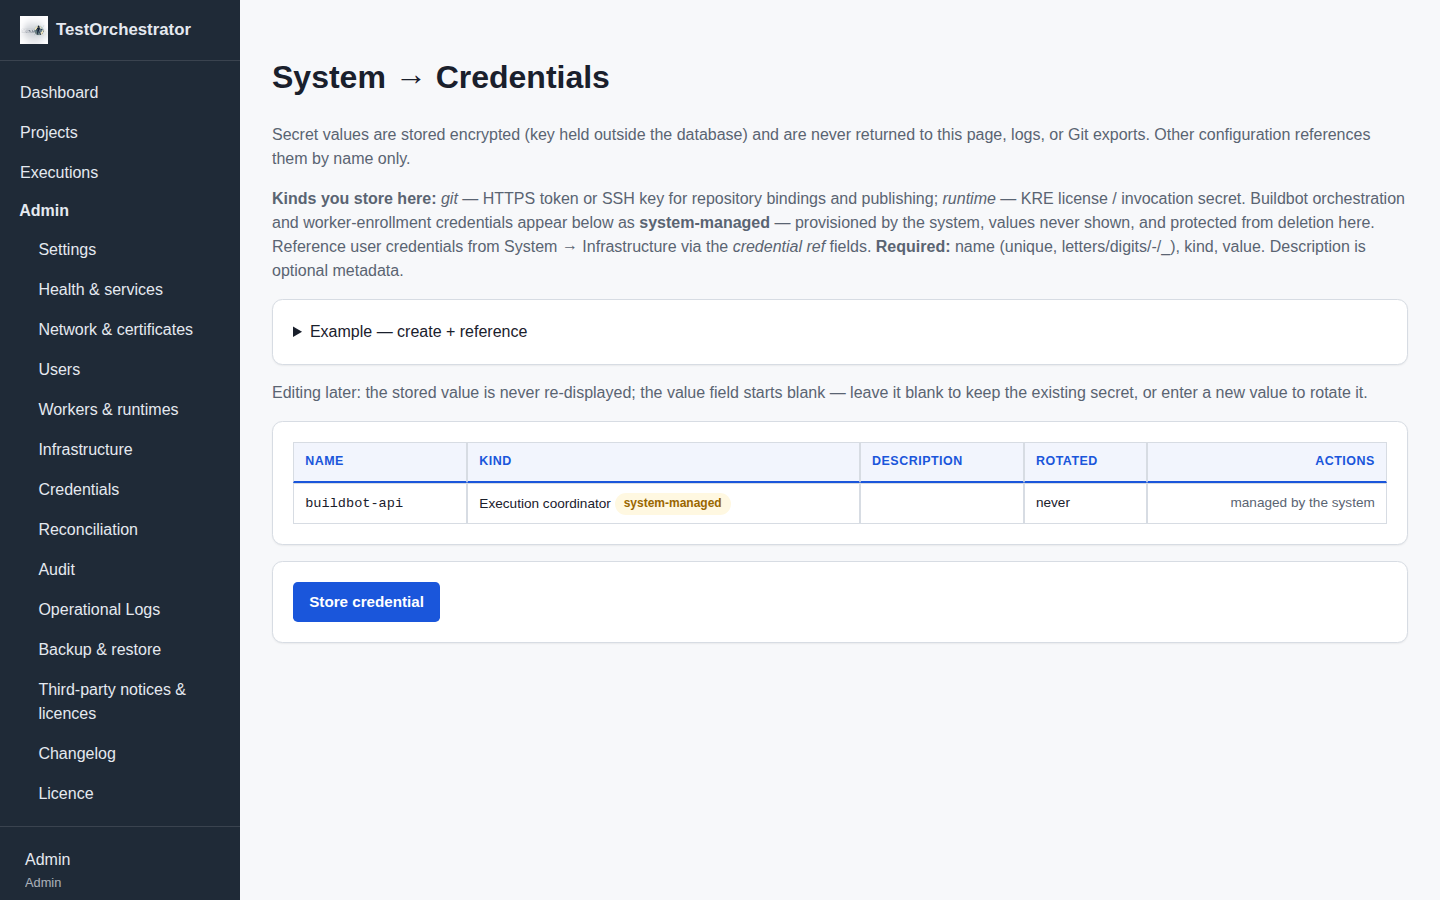 TestOrchestrator
Dashboard
Projects
Executions
Admin
Settings
Health & services
Network & certificates
Users
Workers & runtimes
Infrastructure
Credentials
Reconciliation
Audit
Operational Logs
Backup & restore
Third-party notices &
licences
Changelog
Licence
Admin
Admin
System → Credentials
Secret values are stored encrypted (key held outside the database) and are never returned to this page, logs, or Git exports. Other configuration references
them by name only.
Kinds you store here: git — HTTPS token or SSH key for repository bindings and publishing; runtime — KRE license / invocation secret. Buildbot orchestration
and worker-enrollment credentials appear below as system-managed — provisioned by the system, values never shown, and protected from deletion here.
Reference user credentials from System → Infrastructure via the credential ref fields. Required: name (unique, letters/digits/-/_), kind, value. Description is
optional metadata.
▶ Example — create + reference
Editing later: the stored value is never re-displayed; the value field starts blank — leave it blank to keep the existing secret, or enter a new value to rotate it.
NAME KIND DESCRIPTION ROTATED ACTIONS
buildbot-api Execution coordinator system-managed never managed by the system
Store credential